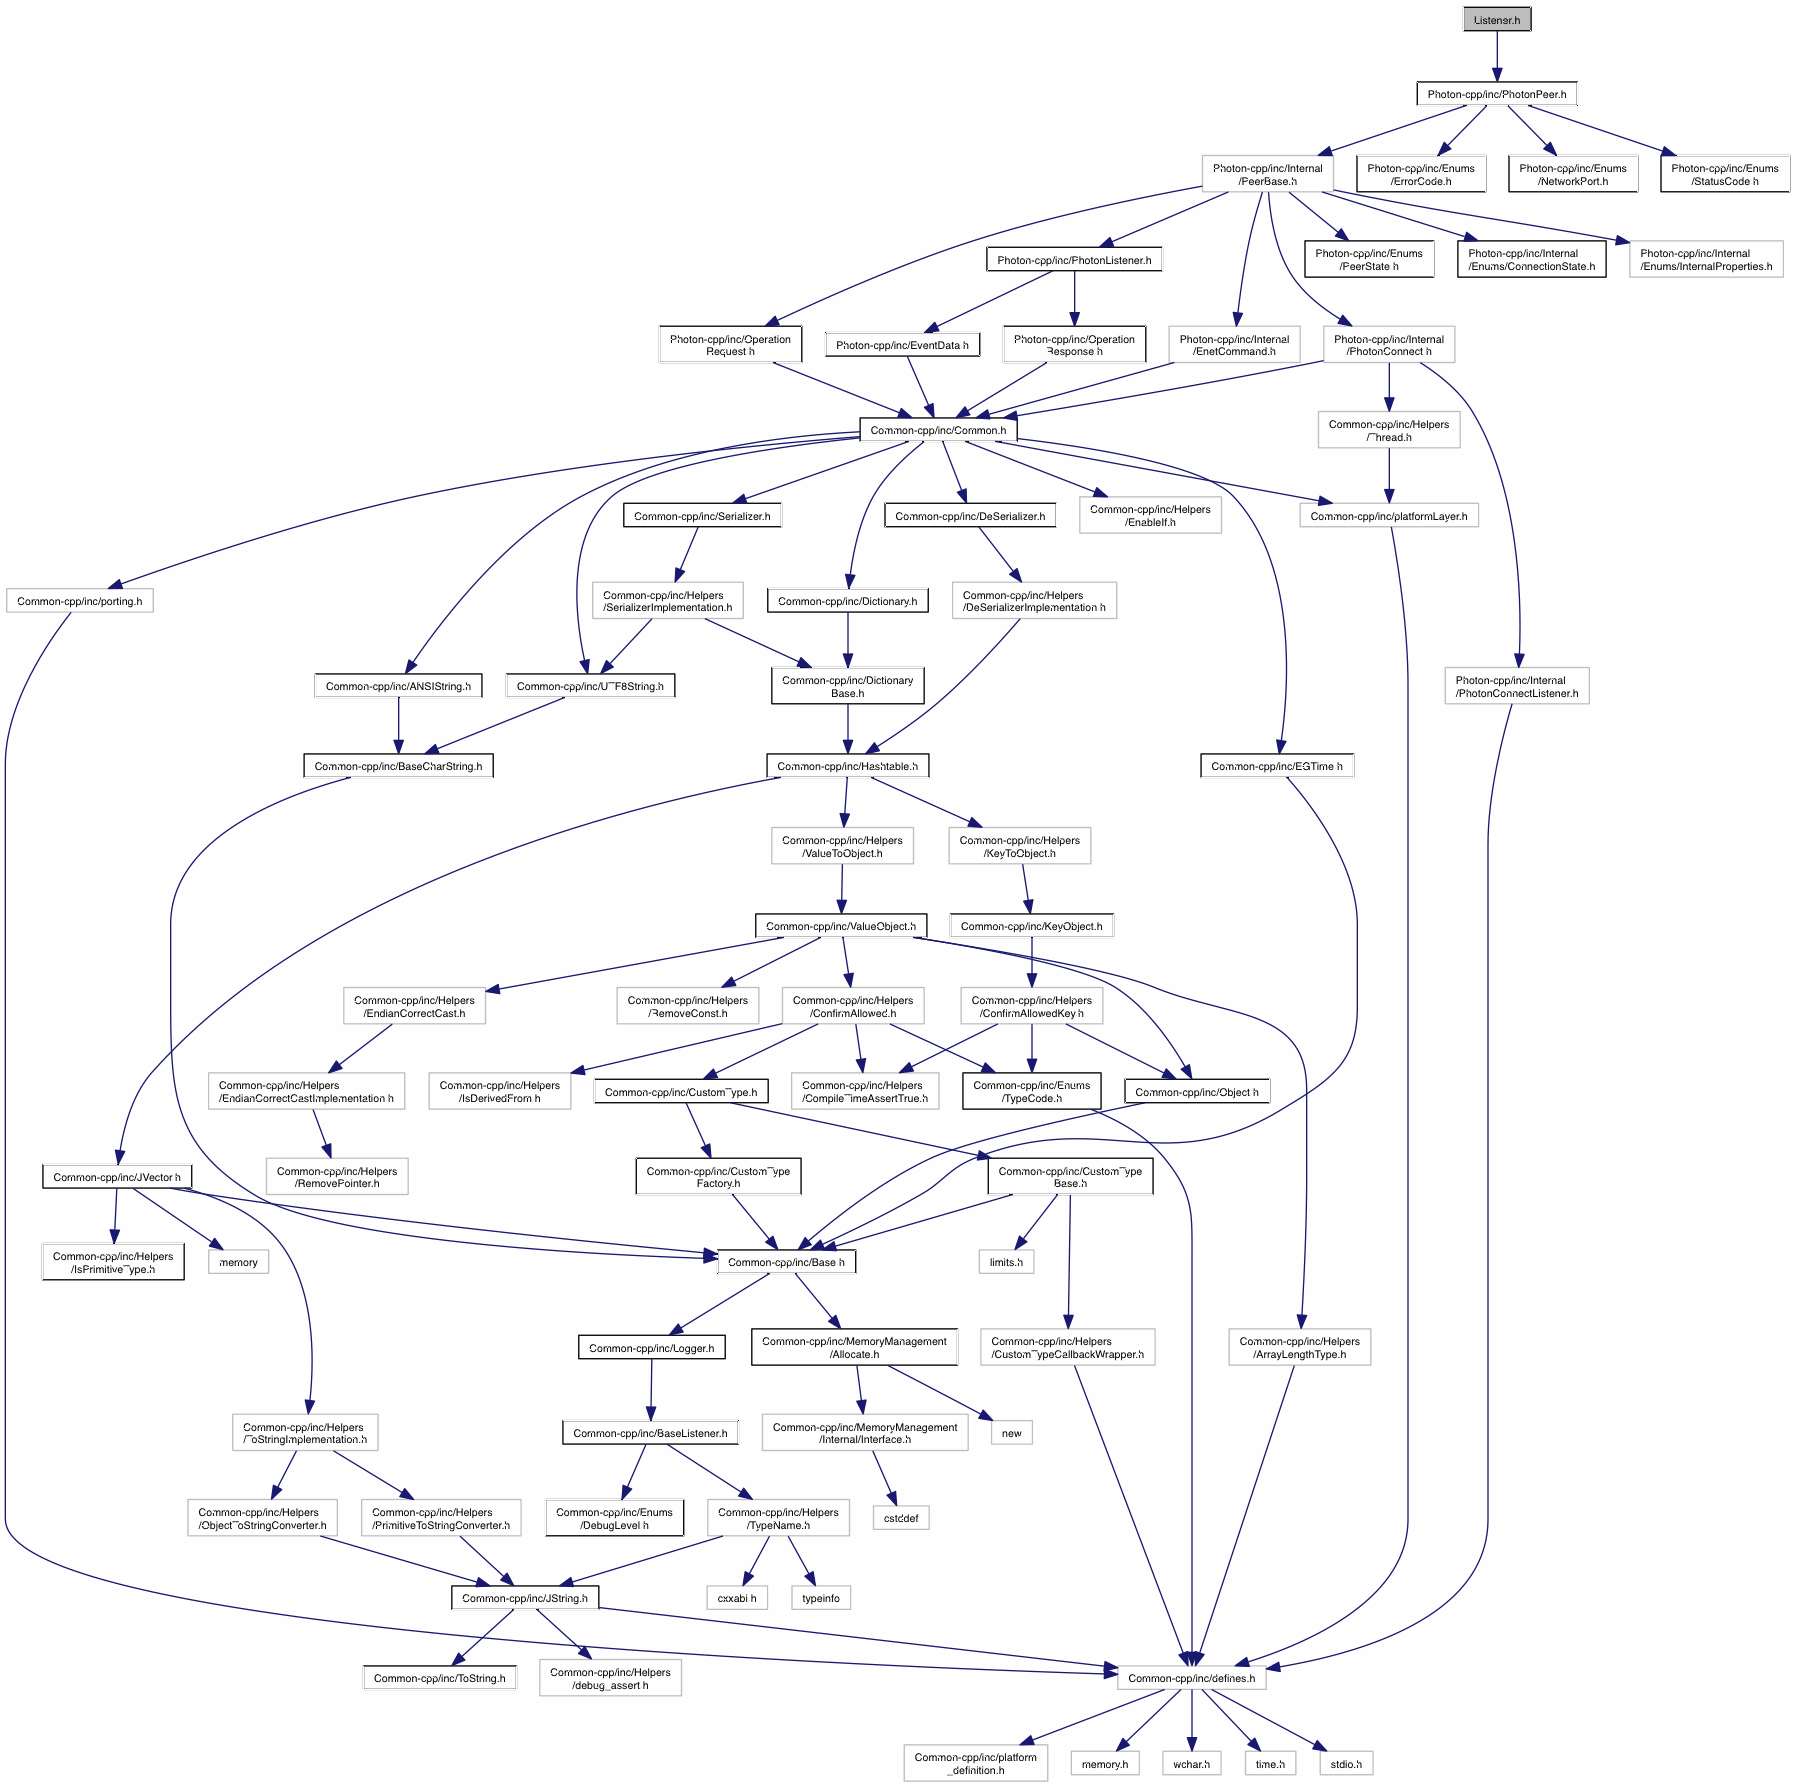 Listener.h
Photon-cpp/inc/PhotonPeer.h
Photon-cpp/inc/Internal
/PeerBase.h
Photon-cpp/inc/Enums
/ErrorCode.h
Photon-cpp/inc/Enums
/NetworkPort.h
Photon-cpp/inc/Enums
/StatusCode.h
Photon-cpp/inc/PhotonListener.h
Photon-cpp/inc/Enums
/PeerState.h
Photon-cpp/inc/Internal
/Enums/ConnectionState.h
Photon-cpp/inc/Internal
/Enums/InternalProperties.h
Photon-cpp/inc/Operation
Request.h
Photon-cpp/inc/EventData.h
Photon-cpp/inc/Operation
Response.h
Photon-cpp/inc/Internal
/EnetCommand.h
Photon-cpp/inc/Internal
/PhotonConnect.h
Common-cpp/inc/Common.h
Common-cpp/inc/Helpers
/Thread.h
Common-cpp/inc/Serializer.h
Common-cpp/inc/DeSerializer.h
Common-cpp/inc/Helpers
/EnableIf.h
Common-cpp/inc/platformLayer.h
Common-cpp/inc/porting.h
Common-cpp/inc/Helpers
/SerializerImplementation.h
Common-cpp/inc/Dictionary.h
Common-cpp/inc/Helpers
/DeSerializerImplementation.h
Common-cpp/inc/ANSIString.h
Common-cpp/inc/UTF8String.h
Common-cpp/inc/Dictionary
Base.h
Photon-cpp/inc/Internal
/PhotonConnectListener.h
Common-cpp/inc/BaseCharString.h
Common-cpp/inc/Hashtable.h
Common-cpp/inc/EGTime.h
Common-cpp/inc/Helpers
/ValueToObject.h
Common-cpp/inc/Helpers
/KeyToObject.h
Common-cpp/inc/ValueObject.h
Common-cpp/inc/KeyObject.h
Common-cpp/inc/Helpers
/EndianCorrectCast.h
Common-cpp/inc/Helpers
/RemoveConst.h
Common-cpp/inc/Helpers
/ConfirmAllowed.h
Common-cpp/inc/Helpers
/ConfirmAllowedKey.h
Common-cpp/inc/Helpers
/EndianCorrectCastImplementation.h
Common-cpp/inc/Helpers
/IsDerivedFrom.h
Common-cpp/inc/CustomType.h
Common-cpp/inc/Helpers
/CompileTimeAssertTrue.h
Common-cpp/inc/Enums
/TypeCode.h
Common-cpp/inc/Object.h
Common-cpp/inc/JVector.h
Common-cpp/inc/Helpers
/RemovePointer.h
Common-cpp/inc/CustomType
Factory.h
Common-cpp/inc/CustomType
Base.h
Common-cpp/inc/Helpers
/IsPrimitiveType.h
memory
Common-cpp/inc/Base.h
limits.h
Common-cpp/inc/Logger.h
Common-cpp/inc/MemoryManagement
/Allocate.h
Common-cpp/inc/Helpers
/CustomTypeCallbackWrapper.h
Common-cpp/inc/Helpers
/ArrayLengthType.h
Common-cpp/inc/Helpers
/ToStringImplementation.h
Common-cpp/inc/BaseListener.h
Common-cpp/inc/MemoryManagement
/Internal/Interface.h
new
Common-cpp/inc/Helpers
/ObjectToStringConverter.h
Common-cpp/inc/Helpers
/PrimitiveToStringConverter.h
Common-cpp/inc/Enums
/DebugLevel.h
Common-cpp/inc/Helpers
/TypeName.h
cstddef
Common-cpp/inc/JString.h
cxxabi.h
typeinfo
Common-cpp/inc/ToString.h
Common-cpp/inc/Helpers
/debug_assert.h
Common-cpp/inc/defines.h
Common-cpp/inc/platform
_definition.h
memory.h
wchar.h
time.h
stdio.h